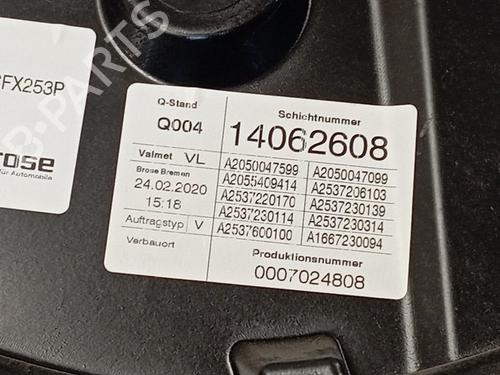 FX253P
rose
für Automobile
Q-Stand
Q004
Schichtnummer
14062608
Valmet VL
Brose Bremen
24.02.2020
15:18
Auftragstyp V
Verbauort
A2050047599 A2050047099
A2055409414 A2537206103
A2537220170 A2537230139
A2537230114 A2537230314
A2537600100 A1667230094
Produktionsnummer
0007024808
B-PARTS